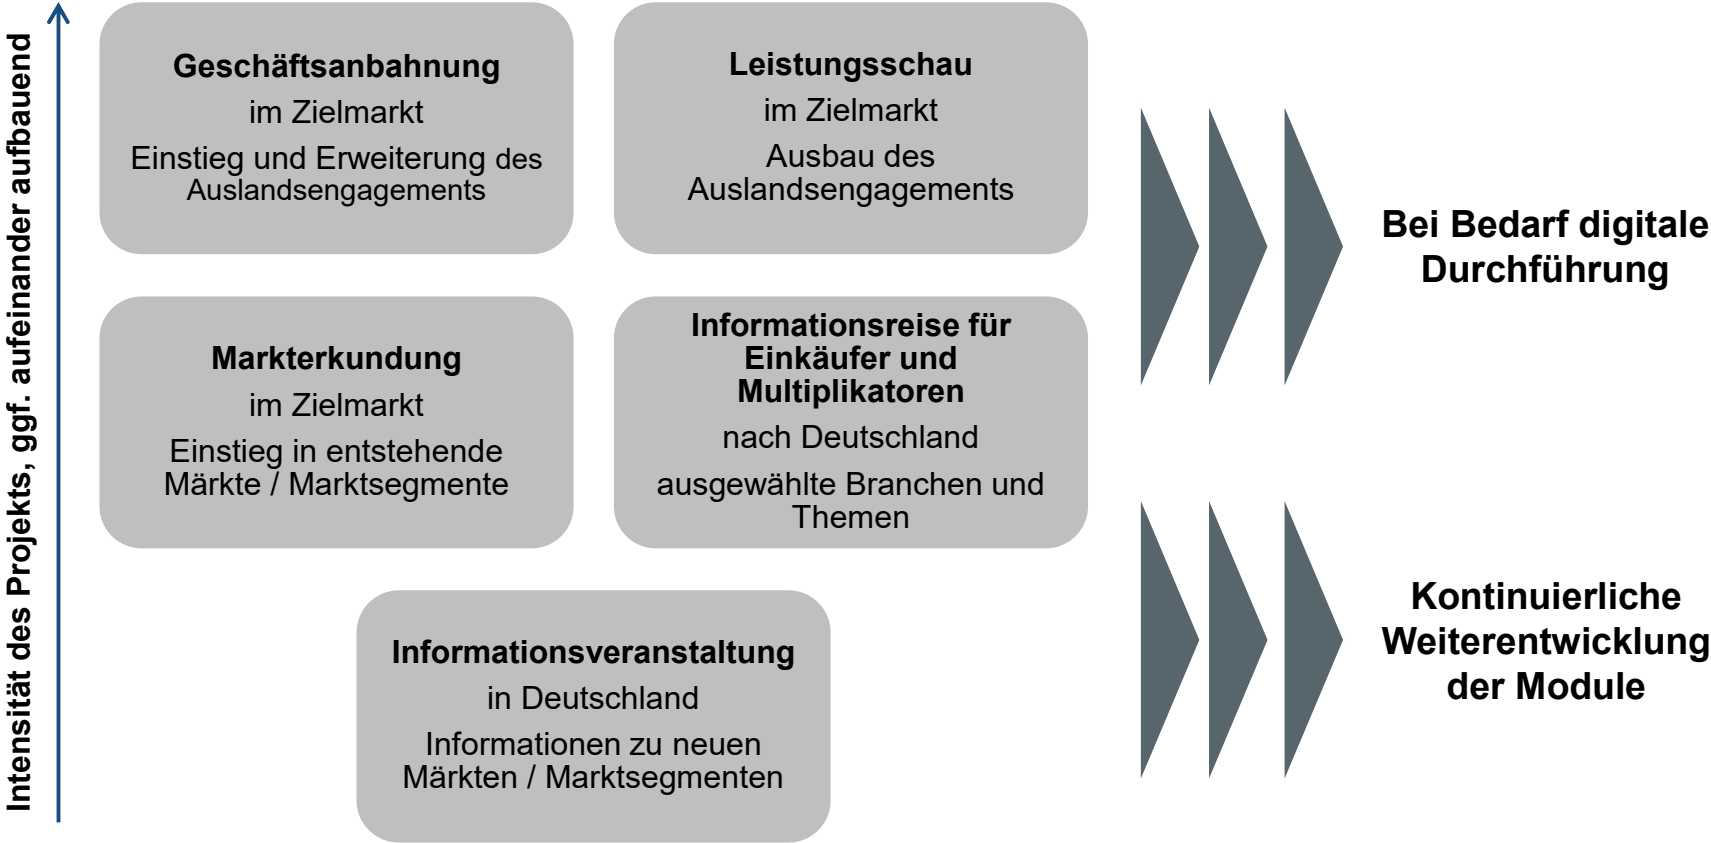 Intensität des Projekts, ggf. aufeinander aufbauend
Geschäftsanbahnung
im Zielmarkt
Einstieg und Erweiterung des
Auslandsengagements
Leistungsschau
im Zielmarkt
Ausbau des
Auslandsengagements
Markterkundung
im Zielmarkt
Einstieg in entstehende
Märkte / Marktsegmente
Informationsreise für
Einkäufer und
Multiplikatoren
nach Deutschland
ausgewählte Branchen und
Themen
Informationsveranstaltung
in Deutschland
Informationen zu neuen
Märkten / Marktsegmenten
Bei Bedarf digitale
Durchführung
Kontinuierliche
Weiterentwicklung
der Module